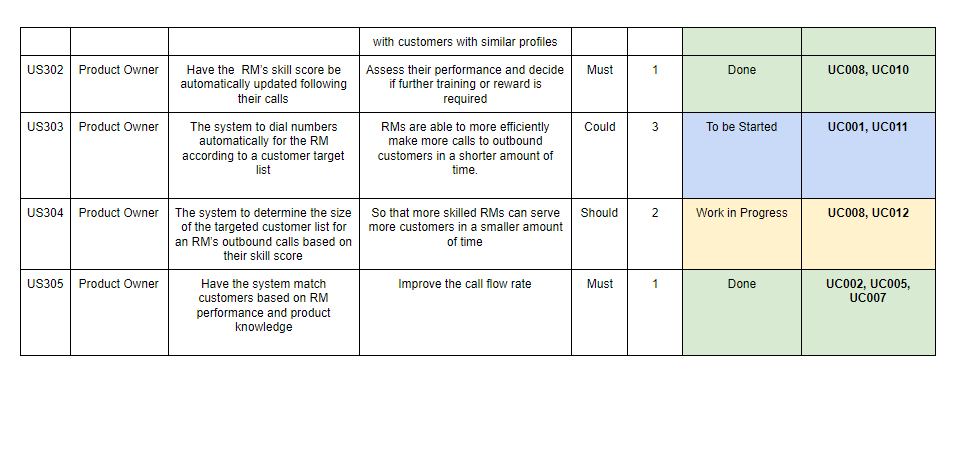 with customers with similar profiles
US302 Product Owner Have the RM's skill score be automatically updated following their calls Assess their performance and decide if further training or reward is required Must 1 Done UC008, UC010
US303 Product Owner The system to dial numbers automatically for the RM according to a customer target list RMs are able to more efficiently make more calls to outbound customers in a shorter amount of time. Could 3 To be Started UC001, UC011
US304 Product Owner The system to determine the size of the targeted customer list for an RM's outbound calls based on their skill score So that more skilled RMs can serve more customers in a smaller amount of time Should 2 Work in Progress UC008, UC012
US305 Product Owner Have the system match customers based on RM performance and product knowledge Improve the call flow rate Must 1 Done UC002, UC005, UC007